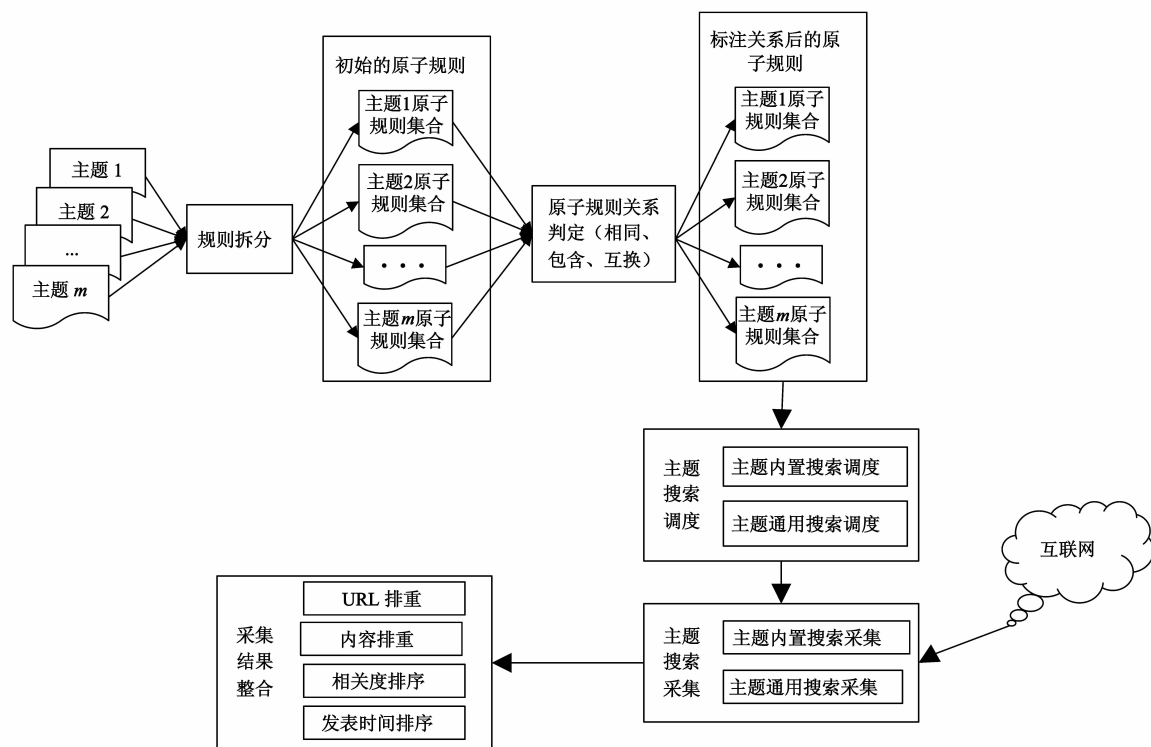 主题 1
主题 2
...
主题 m
规则拆分
初始的原子规则
主题1原子
规则集合
主题2原子
规则集合
···
主题m原子
规则集合
原子规则关系
判定（相同、
包含、互换）
标注关系后的原
子规则
主题1原子
规则集合
主题2原子
规则集合
···
主题m原子
规则集合
主题
搜索
调度
主题内置搜索调度
主题通用搜索调度
互联网
主题
搜索
采集
主题内置搜索采集
主题通用搜索采集
采集
结果
整合
URL 排重
内容排重
相关度排序
发表时间排序